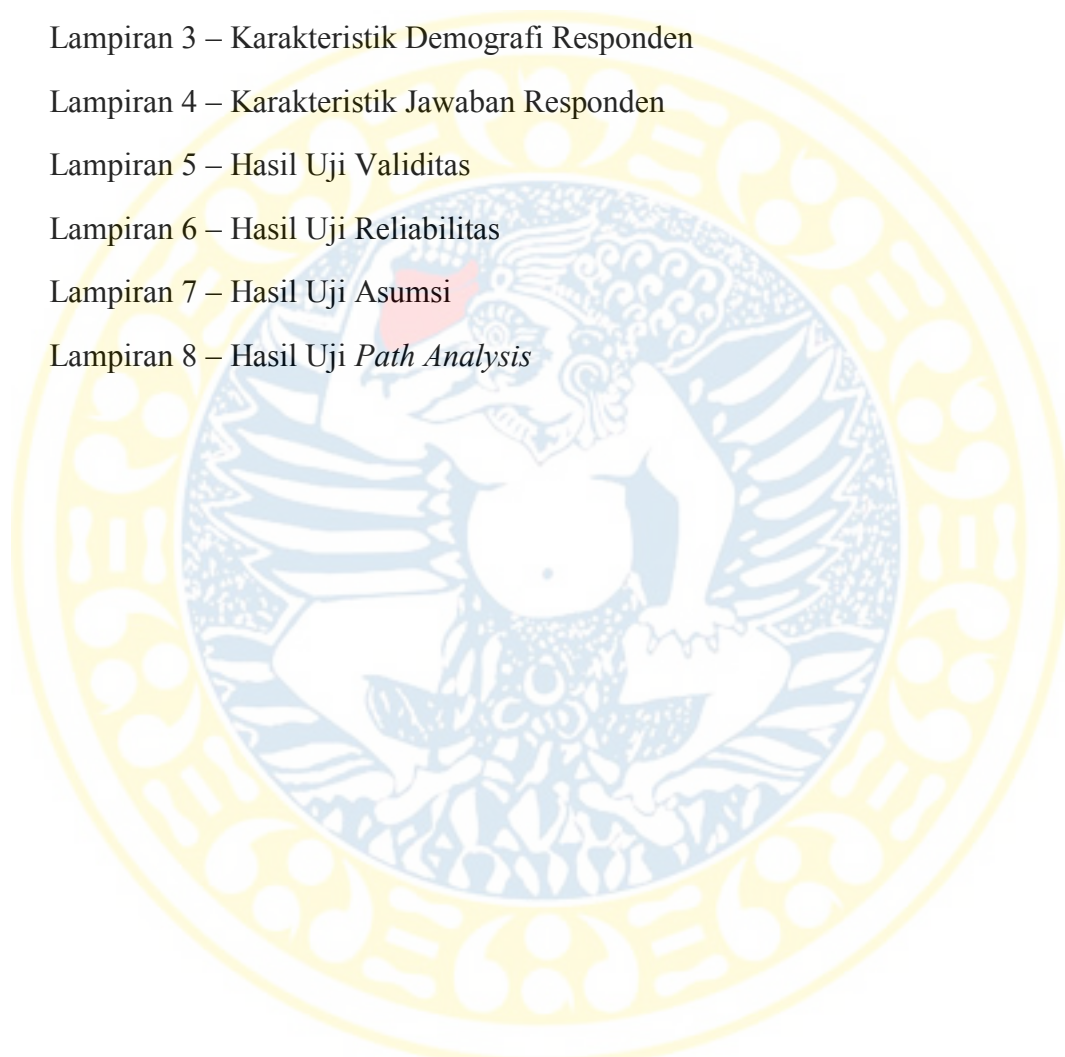 Lampiran 3 – Karakteristik Demografi Responden
Lampiran 4 – Karakteristik Jawaban Responden
Lampiran 5 – Hasil Uji Validitas
Lampiran 6 – Hasil Uji Reliabilitas
Lampiran 7 – Hasil Uji Asumsi
Lampiran 8 – Hasil Uji Path Analysis